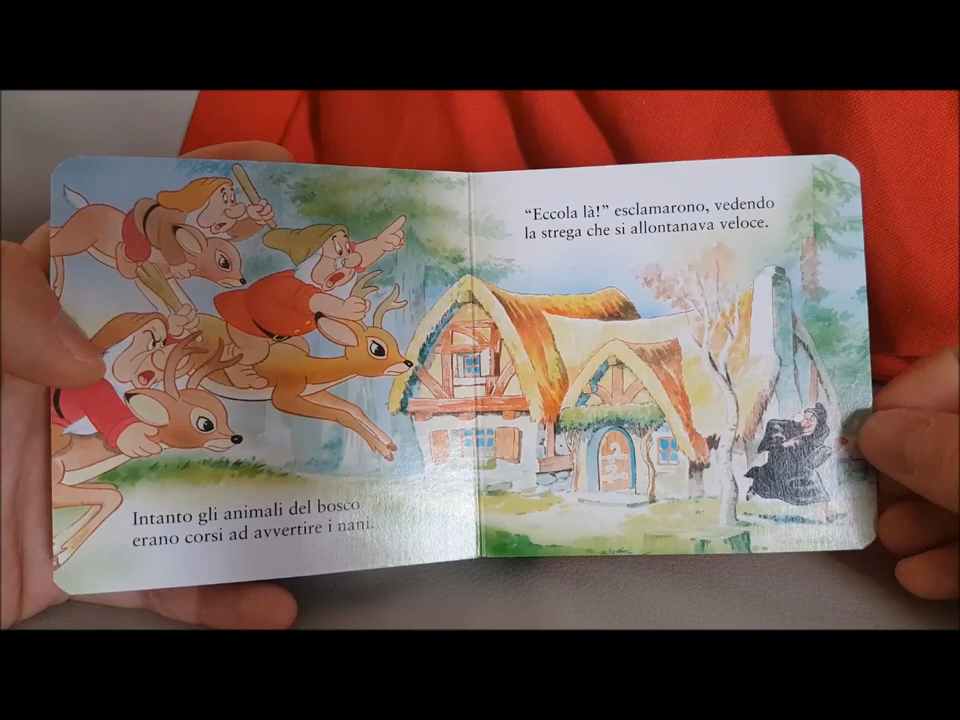 Intanto gli animali del bosco
erano corsi ad avvertire i nani.
“Eccola là!” esclamarono, vedendo
la strega che si allontanava veloce.